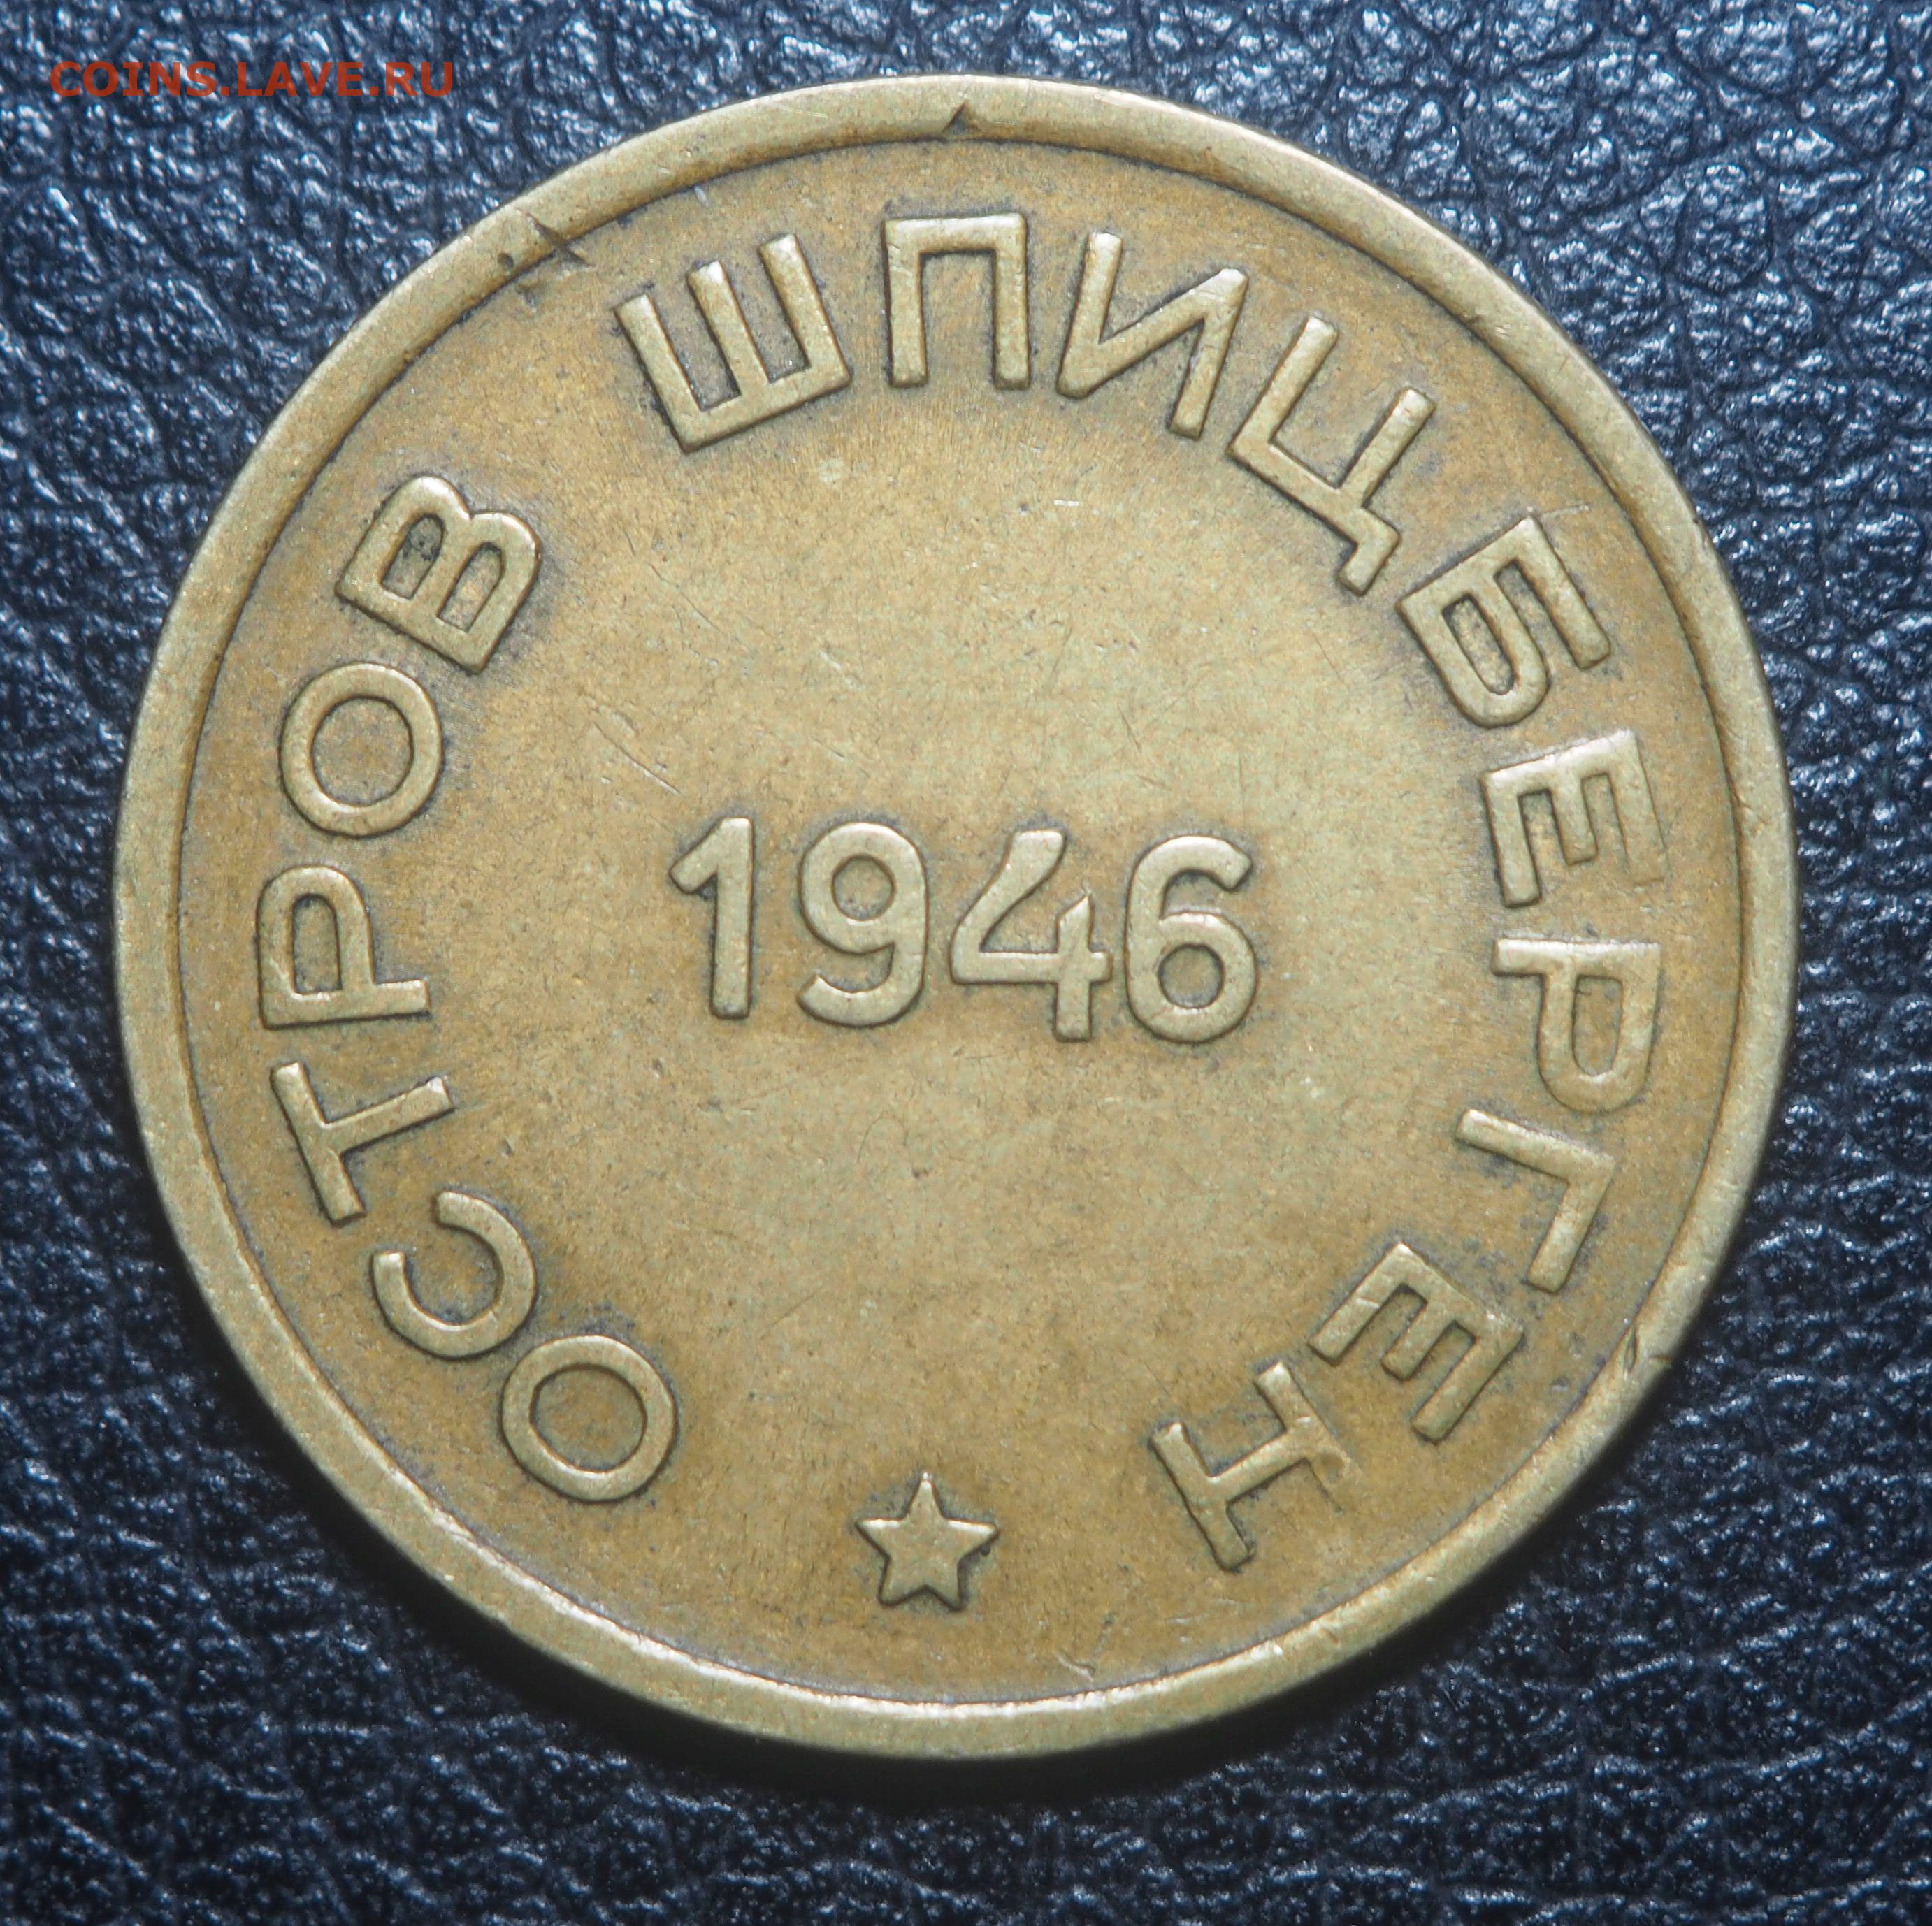 COINS.LAVE.RU
ОСТРОВ ШПИЦБЕРГЕН
1946